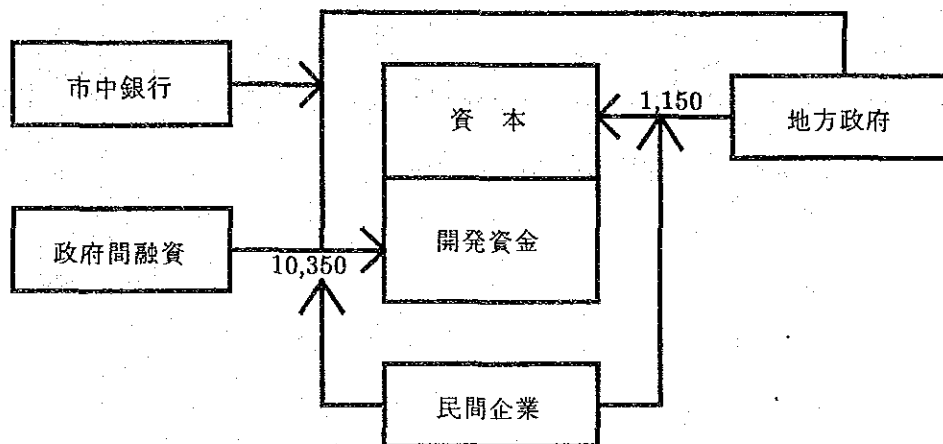 市中銀行
資 本
1,150
地方政府
政府間融資
10,350
開発資金
民間企業